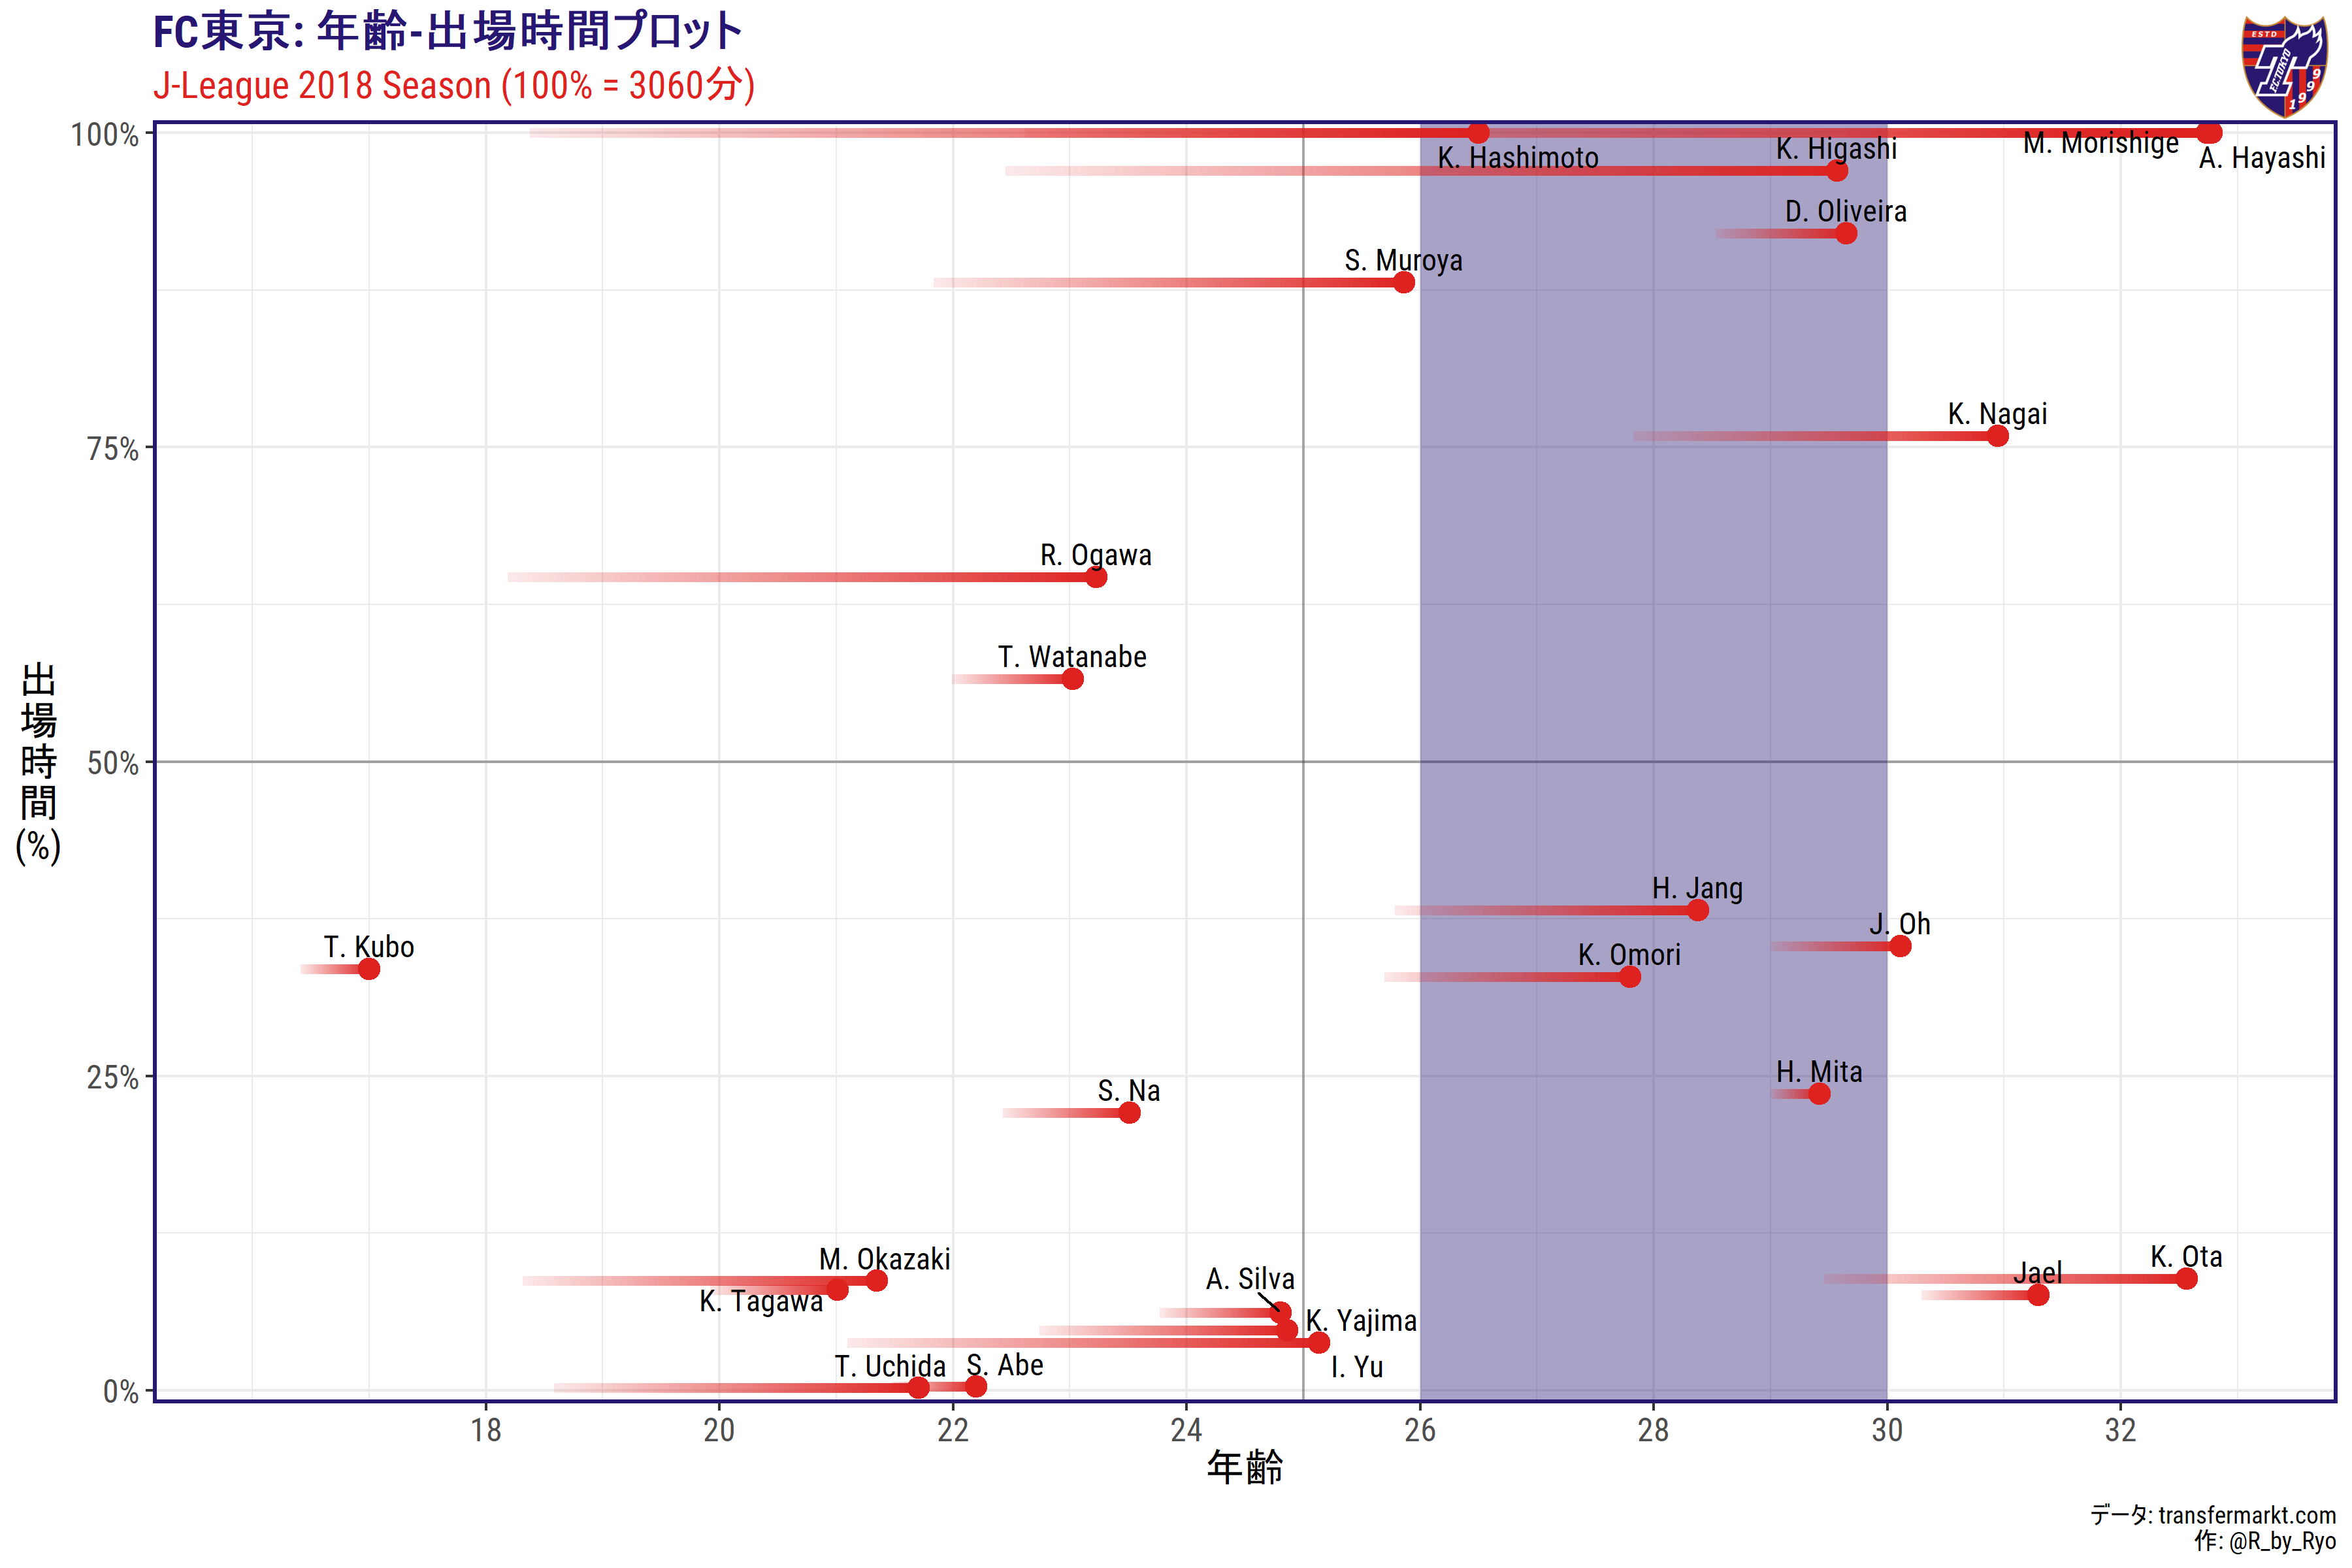 FC東京: 年齢-出場時間プロット
J-League 2018 Season (100% = 3060分)
ESTD
F.C.TOKYO
1999
100%
75%
50%
25%
0%
出場時間(%)
K. Hashimoto
K. Higashi
M. Morishige
A. Hayashi
D. Oliveira
S. Muroya
K. Nagai
R. Ogawa
T. Watanabe
H. Jang
J. Oh
T. Kubo
K. Omori
H. Mita
S. Na
M. Okazaki
K. Tagawa
A. Silva
K. Ota
Jael
K. Yajima
I. Yu
T. Uchida
S. Abe
18 20 22 24 26 28 30 32
年齢
データ: transfermarkt.com
作: @R_by_Ryo